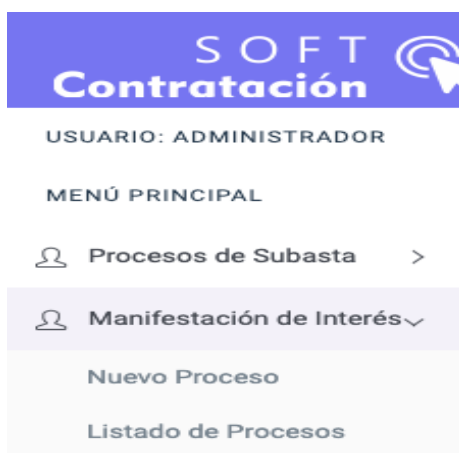 SOFT
Contratación
USUARIO: ADMINISTRADOR
MENÚ PRINCIPAL
Procesos de Subasta
Manifestación de Interés
Nuevo Proceso
Listado de Procesos